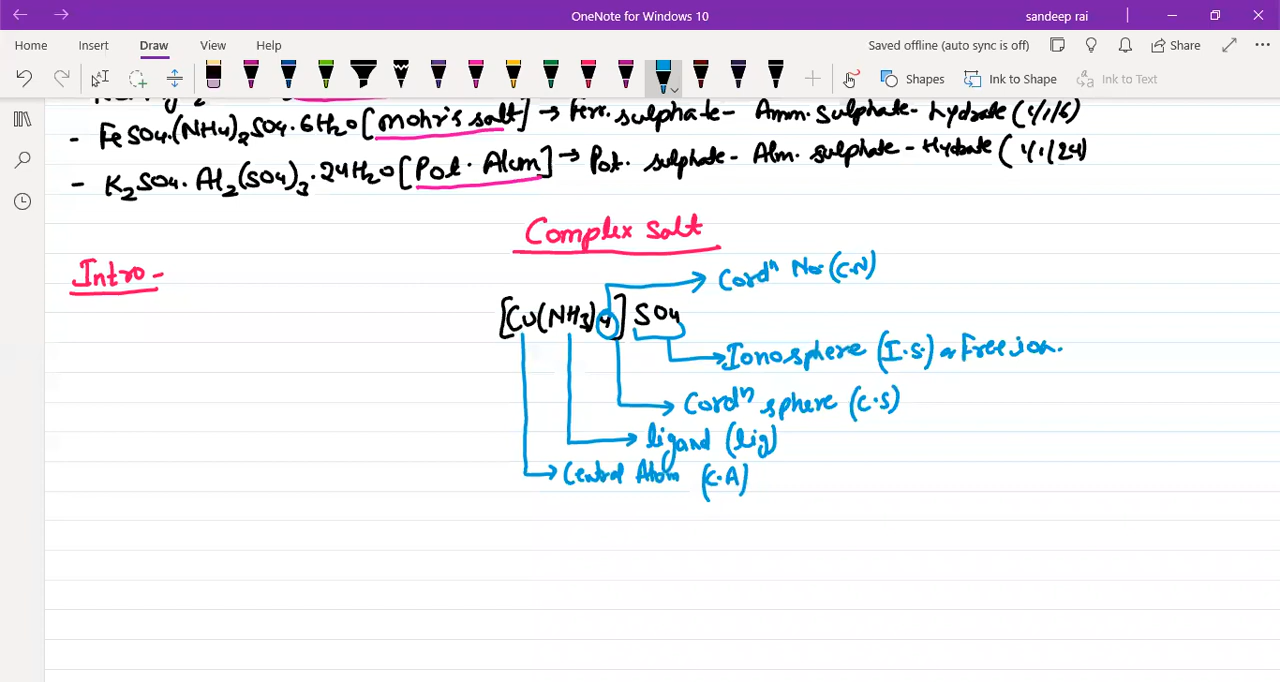 OneNote for Windows 10
sandeep rai
Home Insert Draw View Help
Saved offline (auto sync is off) Share
Shapes Ink to Shape Ink to Text
- FeSO4.(NH4)2SO4.6H2O [Mohr's salt] → Ferr. sulphate - Amm. sulphate - hydrate (1/1/6)
- K2SO4.Al2(SO4)3.24H2O [Pot. Alum] → Pot. sulphate - Alm. sulphate - Hydrate (1/1/24)
Complex Salt
Intro -
Cordn No. (C.N)
[Cu(NH3)4] SO4
Ionosphere (I.S.) or Free ion.
Cordn sphere (C.S)
ligand (Lig)
Central Atom (C.A)